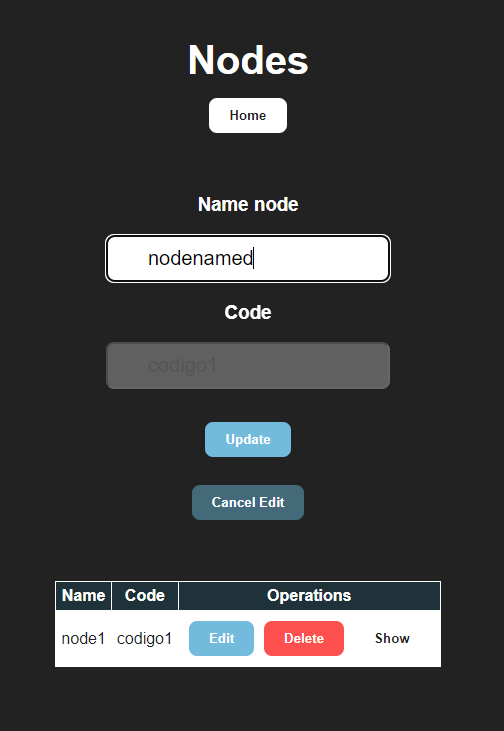 Nodes
Home
Name node
nodenamed
Code
codigo1
Update
Cancel Edit
Name Code Operations
node1 codigo1 Edit Delete Show